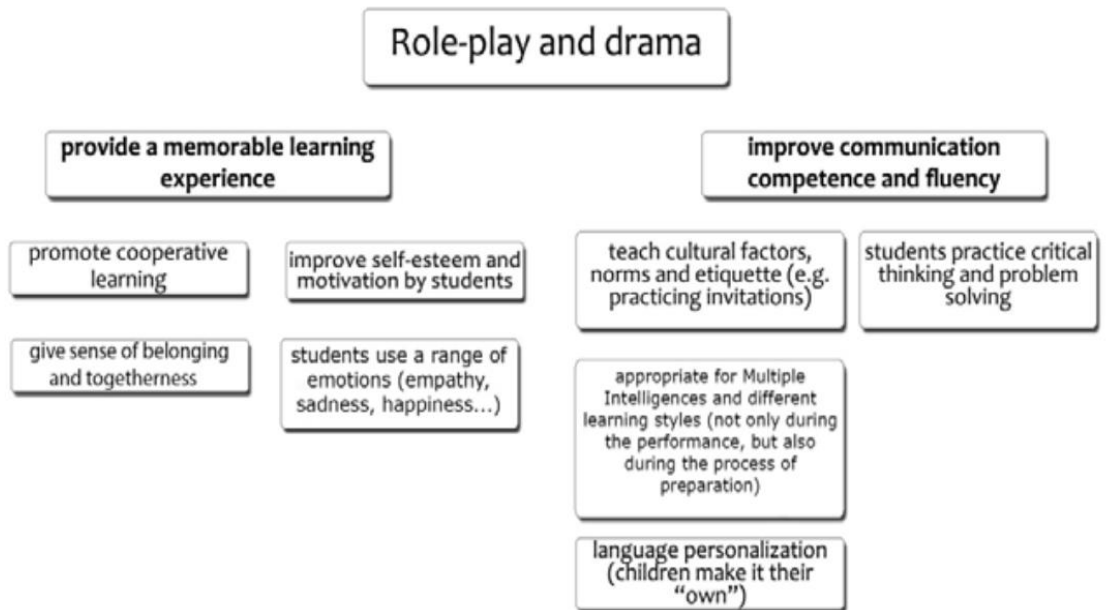 Role-play and drama
provide a memorable learning
experience
improve communication
competence and fluency
promote cooperative
learning
improve self-esteem and
motivation by students
teach cultural factors,
norms and etiquette (e.g.
practicing invitations)
students practice critical
thinking and problem
solving
give sense of belonging
and togetherness
students use a range of
emotions (empathy,
sadness, happiness...)
appropriate for Multiple
Intelligences and different
learning styles (not only during
the performance, but also
during the process of
preparation)
language personalization
(children make it their
“own”)